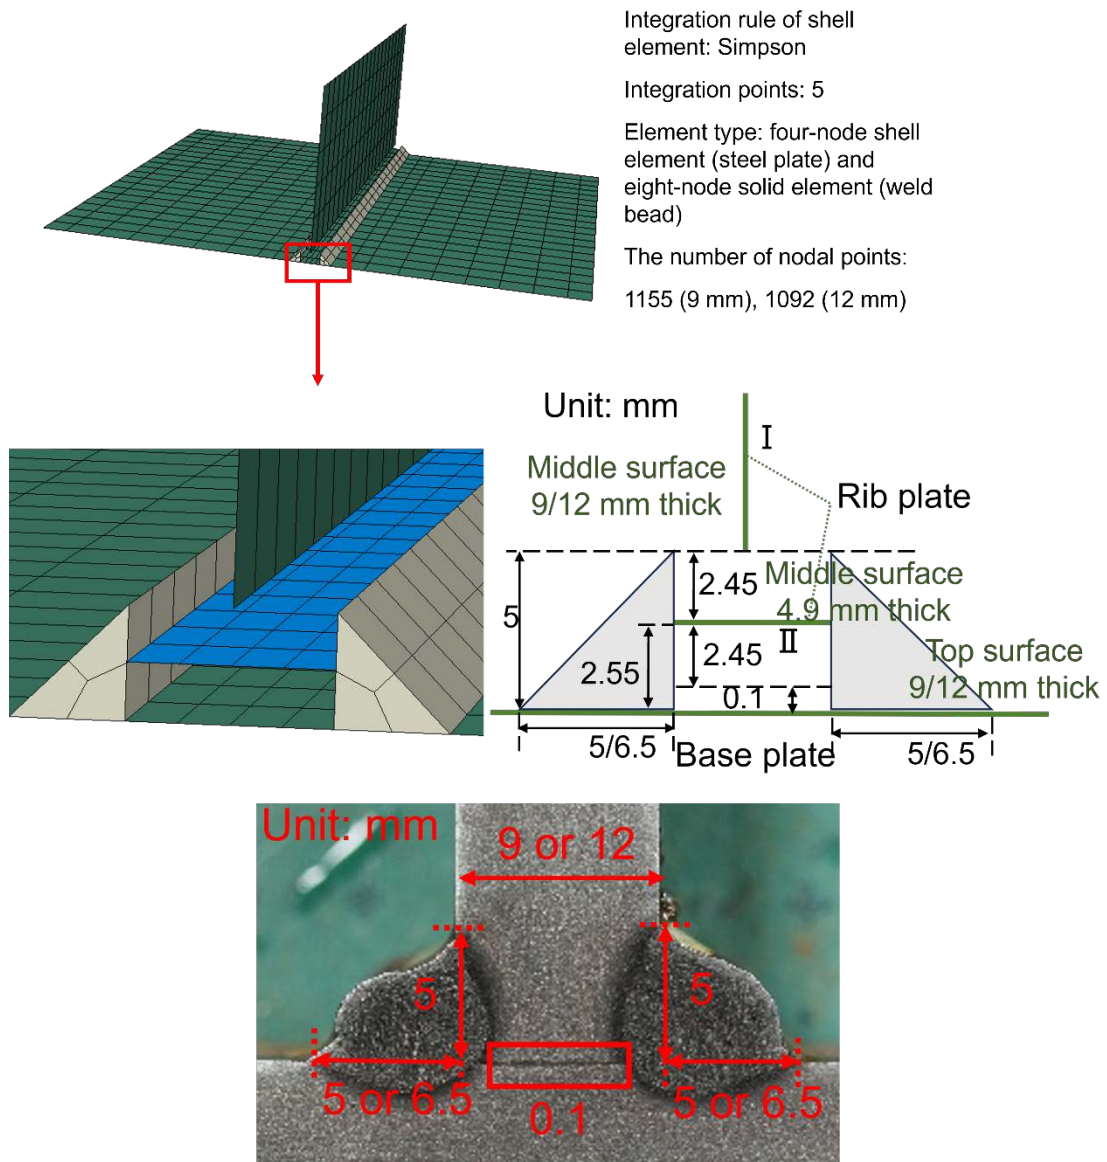 Integration rule of shell
element: Simpson
Integration points: 5
Element type: four-node shell
element (steel plate) and
eight-node solid element (weld
bead)
The number of nodal points:
1155 (9 mm), 1092 (12 mm)
Unit: mm
I
Middle surface
9/12 mm thick
Rib plate
2.45
Middle surface
4.9 mm thick
5
II
2.55
2.45
Top surface
9/12 mm thick
0.1
5/6.5
Base plate
5/6.5
Unit: mm
9 or 12
5
5
5 or 6.5
0.1
5 or 6.5